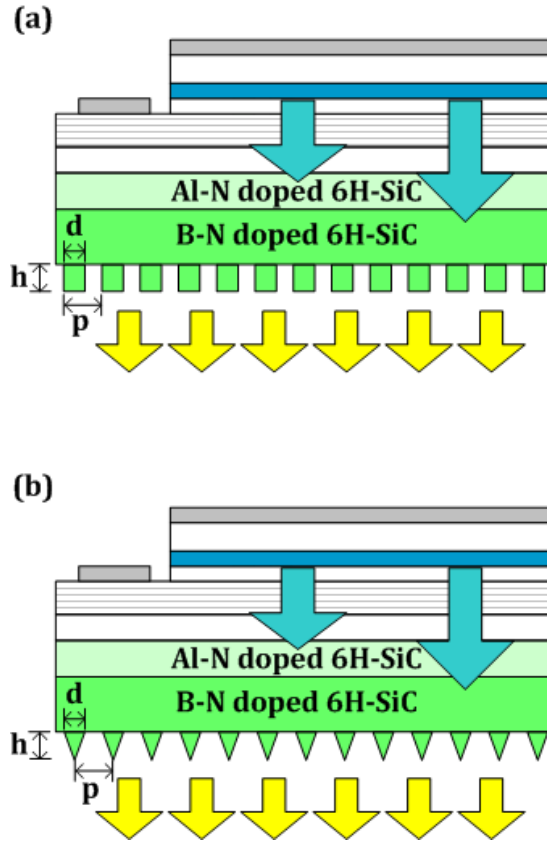 (a)
Al-N doped 6H-SiC
d
B-N doped 6H-SiC
h
p
(b)
Al-N doped 6H-SiC
d
B-N doped 6H-SiC
h
p